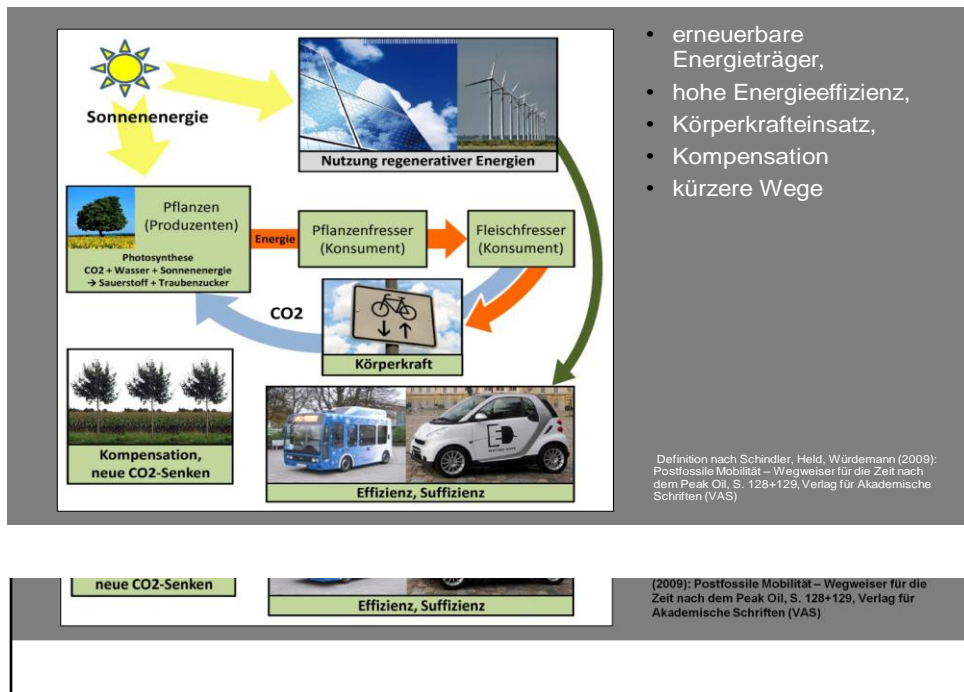 Sonnenenergie
Nutzung regenerativer Energien
Pflanzen
(Produzenten)
Photosynthese
CO2 + Wasser + Sonnenenergie
→ Sauerstoff + Traubenzucker
Energie
Pflanzenfresser
(Konsument)
Fleischfresser
(Konsument)
CO2
Körperkraft
Kompensation,
neue CO2-Senken
Effizienz, Suffizienz
• erneuerbare
Energieträger,
• hohe Energieeffizienz,
• Körperkrafteinsatz,
• Kompensation
• kürzere Wege
Definition nach Schindler, Held, Würdemann (2009):
Postfossile Mobilität – Wegweiser für die Zeit nach
dem Peak Oil, S. 128+129, Verlag für Akademische
Schriften (VAS)
neue CO2-Senken
Effizienz, Suffizienz
(2009): Postfossile Mobilität – Wegweiser für die
Zeit nach dem Peak Oil, S. 128+129, Verlag für
Akademische Schriften (VAS)